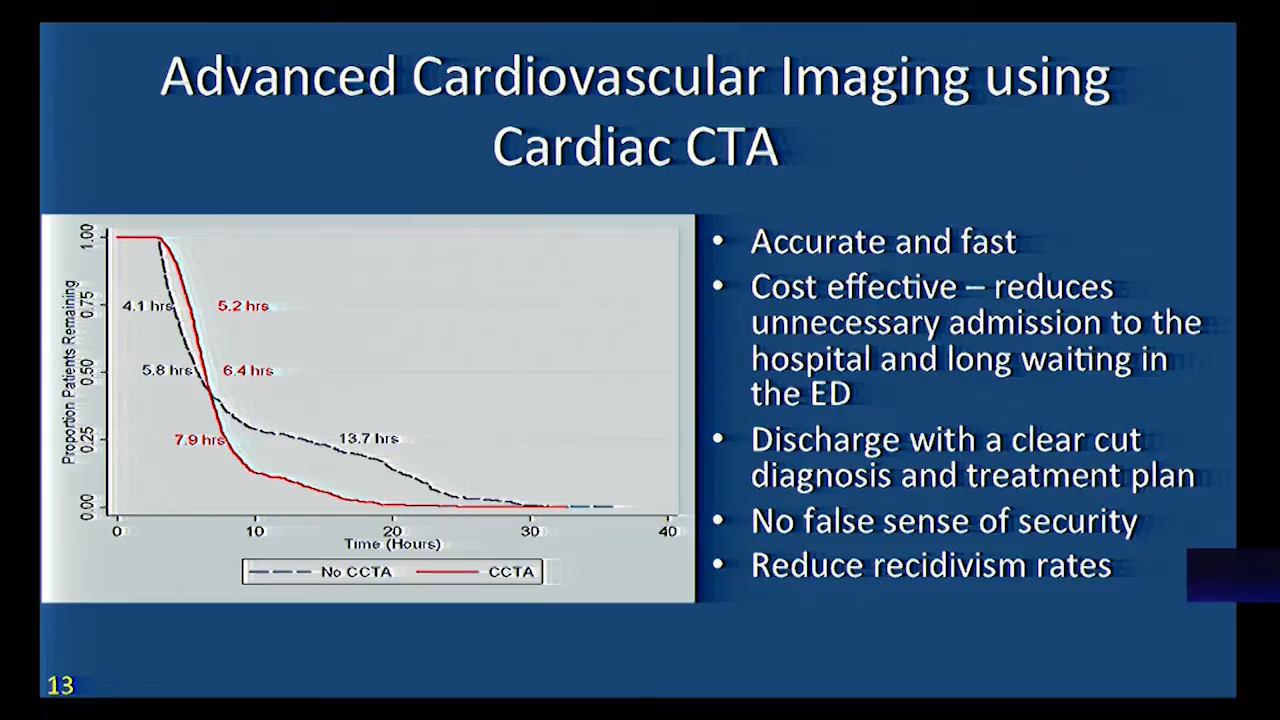 Advanced Cardiovascular Imaging using
Cardiac CTA
Proportion Patients Remaining
1.00
0.75
0.50
0.25
0.00
4.1 hrs
5.2 hrs
5.8 hrs
6.4 hrs
7.9 hrs
13.7 hrs
0
10
20
30
40
Time (Hours)
No CCTA
CCTA
• Accurate and fast
• Cost effective – reduces
unnecessary admission to the
hospital and long waiting in
the ED
• Discharge with a clear cut
diagnosis and treatment plan
• No false sense of security
• Reduce recidivism rates
13